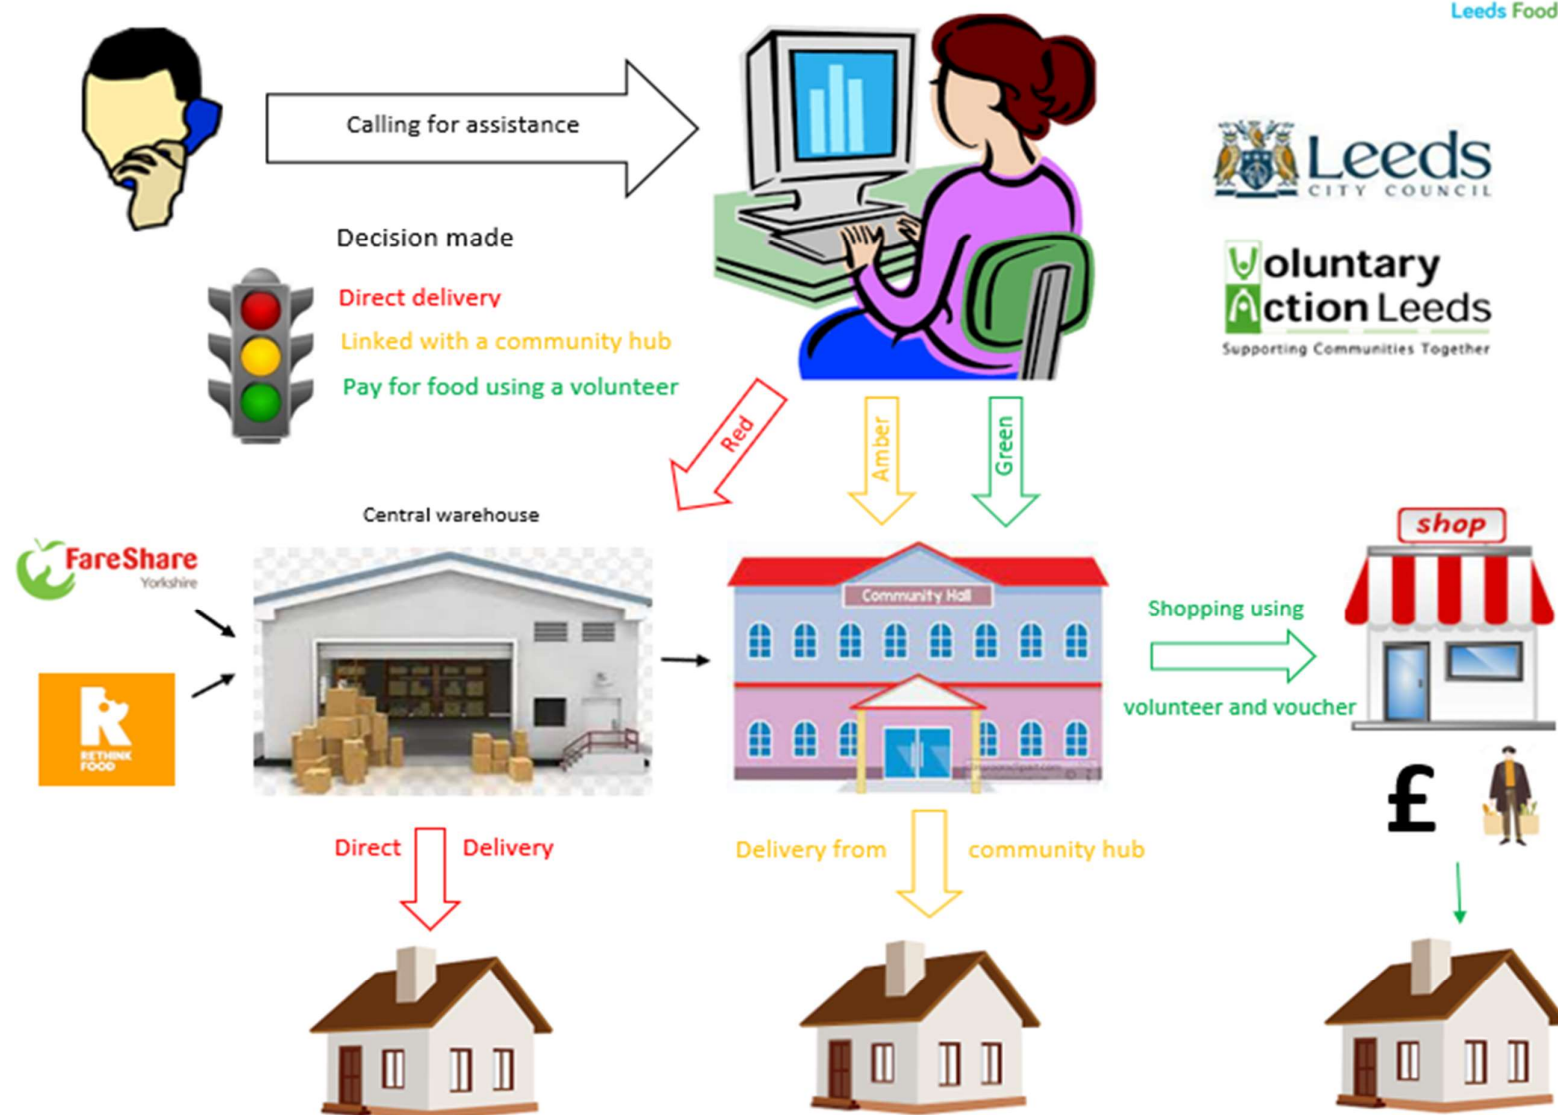 Leeds Food
Calling for assistance
Leeds
CITY COUNCIL
Decision made
Voluntary
Action Leeds
Supporting Communities Together
Direct delivery
Linked with a community hub
Pay for food using a volunteer
Red
Amber
Green
Central warehouse
shop
FareShare
Yorkshire
Community Hall
Shopping using
volunteer and voucher
RETHINK
FOOD
£
Direct Delivery
Delivery from community hub